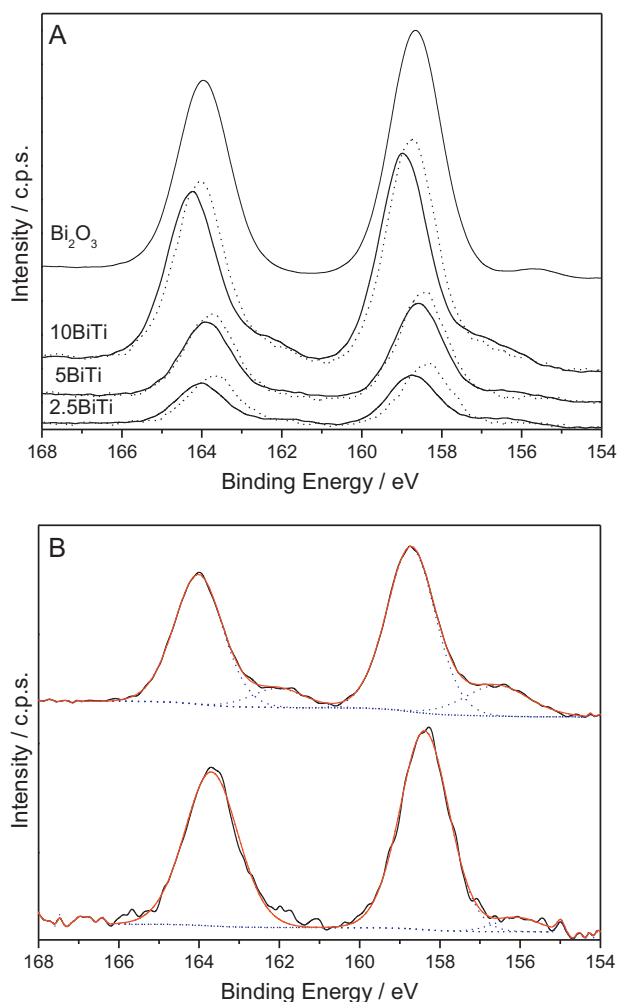 A
Intensity / c.p.s.
Bi₂O₃
10BiTi
5BiTi
2.5BiTi
168 166 164 162 160 158 156 154
Binding Energy / eV
B
Intensity / c.p.s.
168 166 164 162 160 158 156 154
Binding Energy / eV